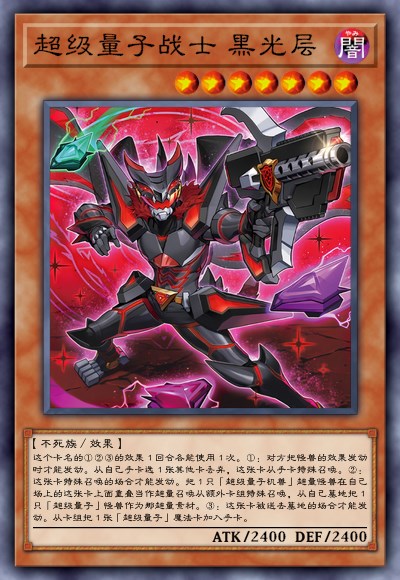 超级量子战士 黑光层
やみ
闇
【不死族／效果】
这个卡名的①②③的效果1回合各能使用1次。①：对方把怪兽的效果发动
时才能发动。从自己手卡选1张其他卡丢弃，这张卡从手卡特殊召唤。②：
这张卡特殊召唤的场合才能发动。把1只「超级量子机兽」超量怪兽在自己
场上的这张卡上面重叠当作超量召唤从额外卡组特殊召唤，从自己墓地把1
只「超级量子」怪兽作为那超量素材。③：这张卡被送去墓地的场合才能发
动。从卡组把1张「超级量子」魔法卡加入手卡。
ATK/2400 DEF/2400